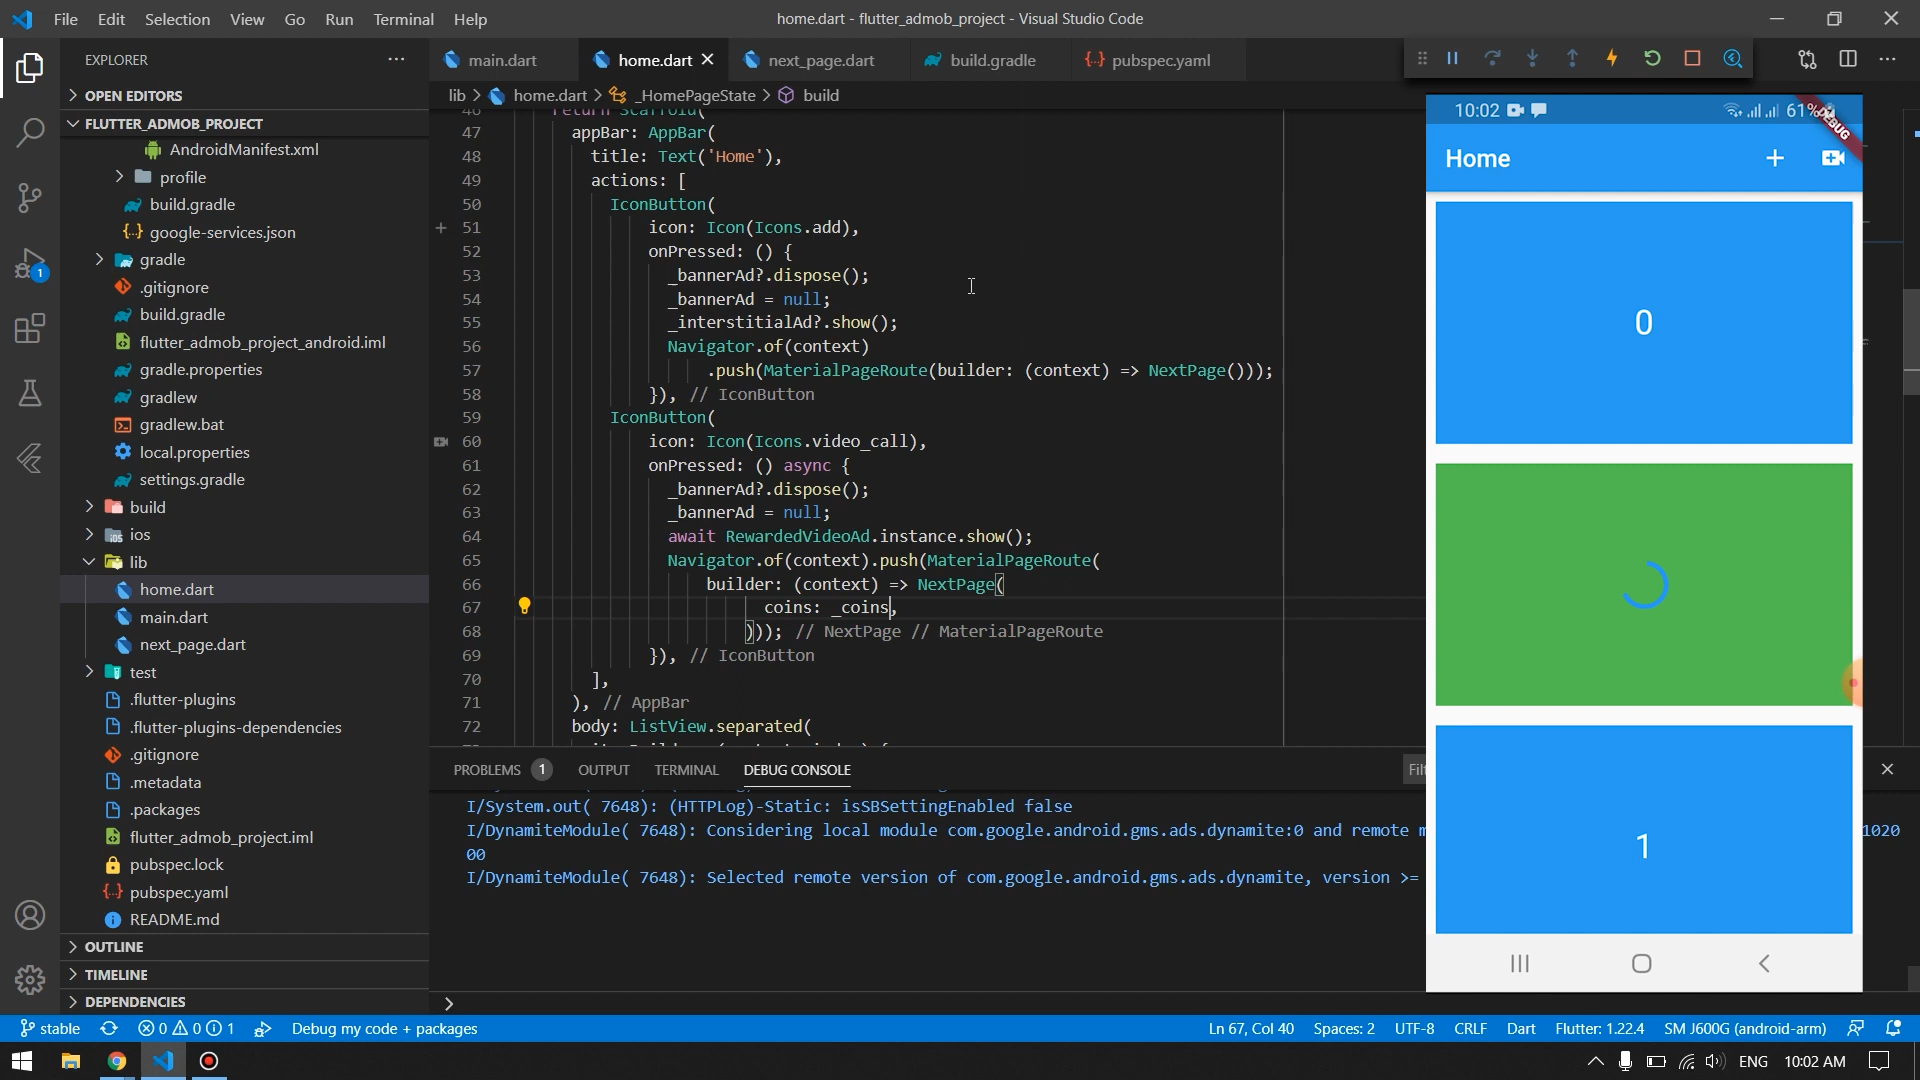 File Edit Selection View Go Run Terminal Help
home.dart - flutter_admob_project - Visual Studio Code
EXPLORER
OPEN EDITORS
FLUTTER_ADMOB_PROJECT
AndroidManifest.xml
profile
build.gradle
google-services.json
gradle
.gitignore
build.gradle
flutter_admob_project_android.iml
gradle.properties
gradlew
gradlew.bat
local.properties
settings.gradle
build
ios
lib
home.dart
main.dart
next_page.dart
test
.flutter-plugins
.flutter-plugins-dependencies
.gitignore
.metadata
.packages
flutter_admob_project.iml
pubspec.lock
pubspec.yaml
README.md
OUTLINE
TIMELINE
DEPENDENCIES
main.dart home.dart next_page.dart build.gradle pubspec.yaml
lib > home.dart > _HomePageState > build
46 return Scaffold(
47 appBar: AppBar(
48 title: Text('Home'),
49 actions: [
50 IconButton(
51 icon: Icon(Icons.add),
52 onPressed: () {
53 _bannerAd?.dispose();
54 _bannerAd = null;
55 _interstitialAd?.show();
56 Navigator.of(context)
57 .push(MaterialPageRoute(builder: (context) => NextPage()));
58 }), // IconButton
59 IconButton(
60 icon: Icon(Icons.video_call),
61 onPressed: () async {
62 _bannerAd?.dispose();
63 _bannerAd = null;
64 await RewardedVideoAd.instance.show();
65 Navigator.of(context).push(MaterialPageRoute(
66 builder: (context) => NextPage(
67 coins: _coins,
68 ))); // NextPage // MaterialPageRoute
69 }), // IconButton
70 ],
71 ), // AppBar
72 body: ListView.separated(
PROBLEMS 1 OUTPUT TERMINAL DEBUG CONSOLE
I/System.out( 7648): (HTTPLog)-Static: isSBSettingEnabled false
I/DynamiteModule( 7648): Considering local module com.google.android.gms.ads.dynamite:0 and remote m
1020
00
I/DynamiteModule( 7648): Selected remote version of com.google.android.gms.ads.dynamite, version >=
10:02 61%
DEBUG
Home
0
1
1
stable 0 0 1 Debug my code + packages
Ln 67, Col 40 Spaces: 2 UTF-8 CRLF Dart Flutter: 1.22.4 SM J600G (android-arm)
ENG 10:02 AM